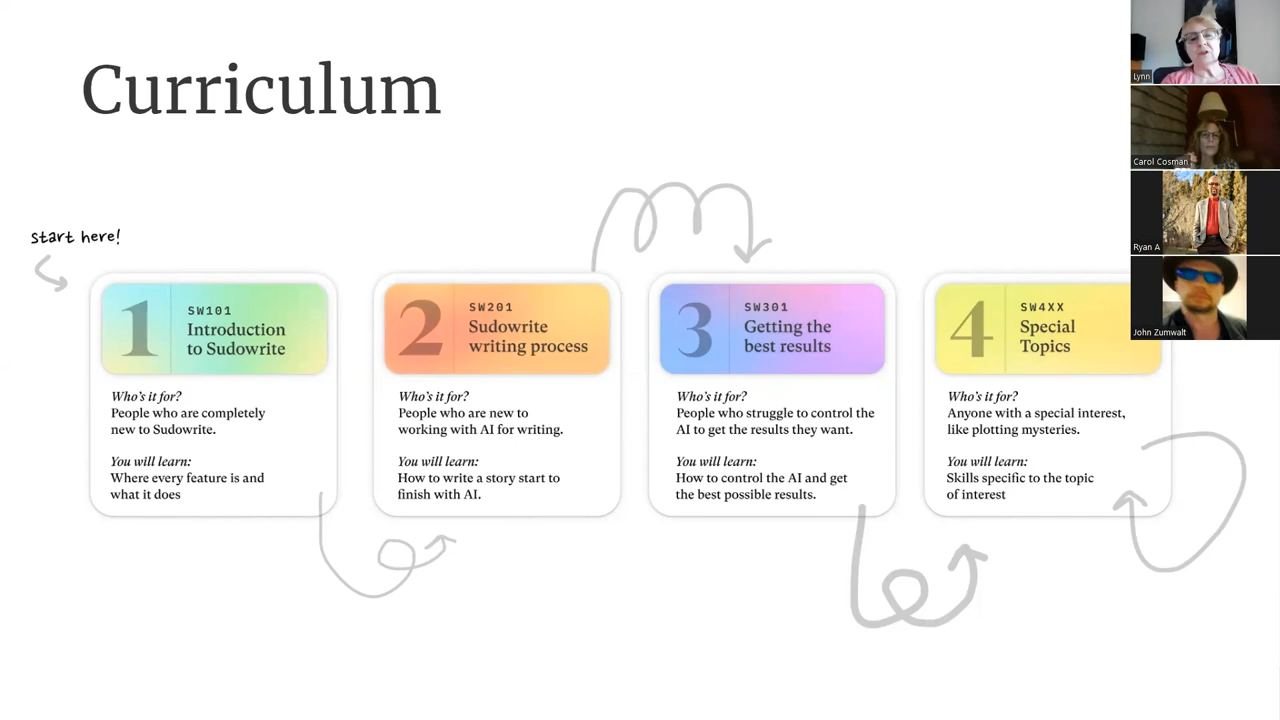 Curriculum
start here!
1
SW101
Introduction
to Sudowrite
Who's it for?
People who are completely
new to Sudowrite.
You will learn:
Where every feature is and
what it does
2
SW201
Sudowrite
writing process
Who's it for?
People who are new to
working with AI for writing.
You will learn:
How to write a story start to
finish with AI.
3
SW301
Getting the
best results
Who's it for?
People who struggle to control the
AI to get the results they want.
You will learn:
How to control the AI and get
the best possible results.
4
SW4XX
Special
Topics
Who's it for?
Anyone with a special interest,
like plotting mysteries.
You will learn:
Skills specific to the topic
of interest
Lynn
Carol Cosman
Ryan A
John Zumwalt